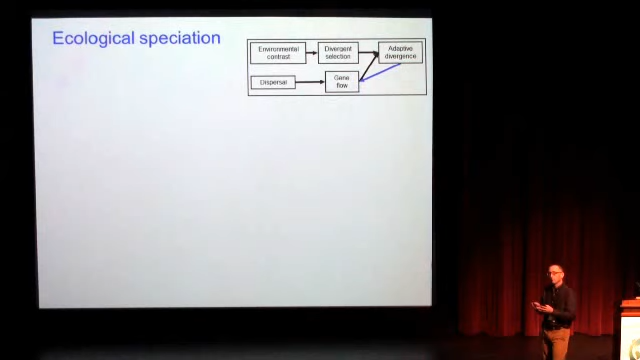 Ecological speciation
Environmental
contrast
Divergent
selection
Adaptive
divergence
Dispersal
Gene
flow